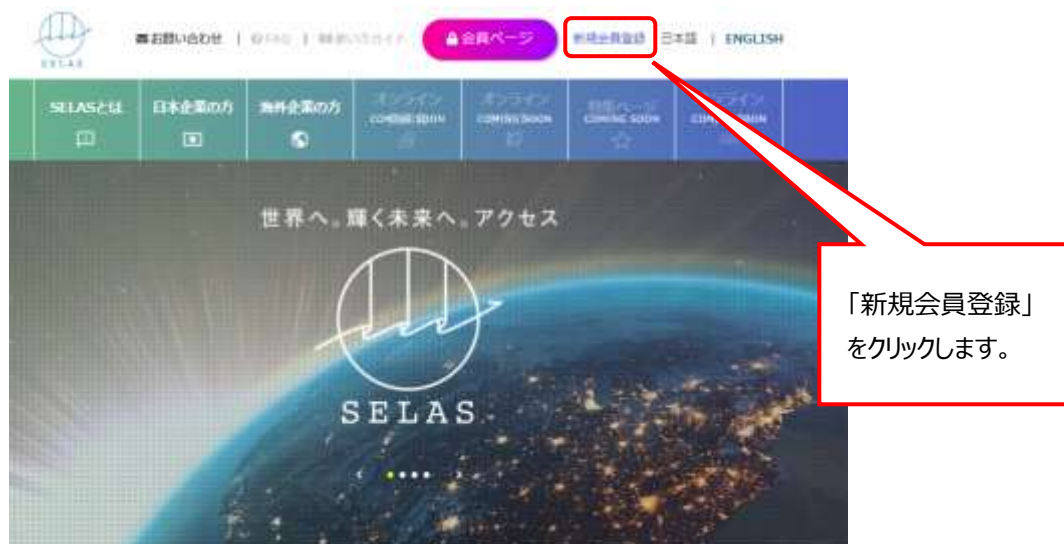 お問い合わせ | FAQ |
会員ページ
新規会員登録
日本語 | ENGLISH
SELAS
SELASとは
日本企業の方
海外企業の方
オンライン
COMING SOON
オンライン
COMING SOON
特集ページ
COMING SOON
オンライン
COMING SOON
世界へ。輝く未来へ。アクセス
SELAS
「新規会員登録」
をクリックします。